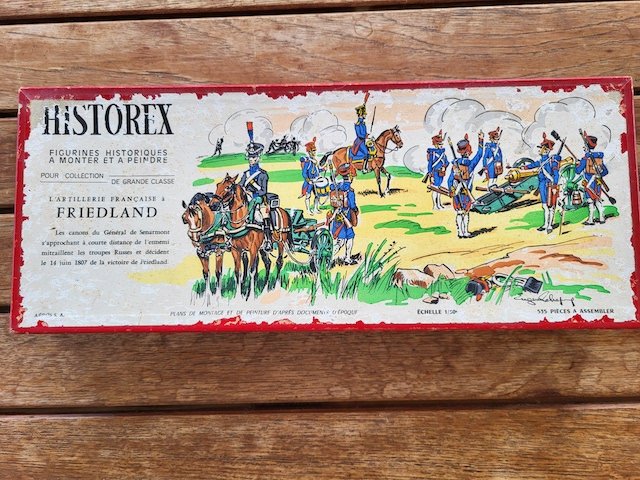 HISTOREX
FIGURINES HISTORIQUES
A MONTER ET A PEINDRE
POUR COLLECTION
DE GRANDE CLASSE
L'ARTILLERIE FRANÇAISE à
FRIEDLAND
Les canons du Général de Senarmont
s'approchant à courte distance de l'ennemi
mitraillent les troupes Russes et décident
le 14 juin 1807 de la victoire de Friedland.
PLANS DE MONTAGE ET DE PEINTURE D'APRÈS DOCUMENTS D'ÉPOQUE
ÉCHELLE 1/30e
535 PIÈCES A ASSEMBLER